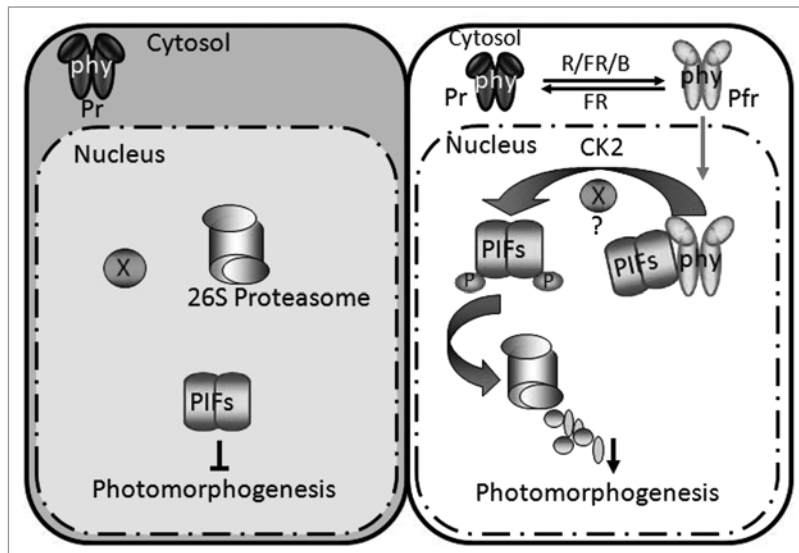 Cytosol
phy
Pr
Nucleus
X
26S Proteasome
PIFs
Photomorphogenesis
Cytosol
R/FR/B
phy
phy
Pr
Pfr
FR
Nucleus
CK2
X
?
PIFs
PIFs
phy
P
P
Photomorphogenesis